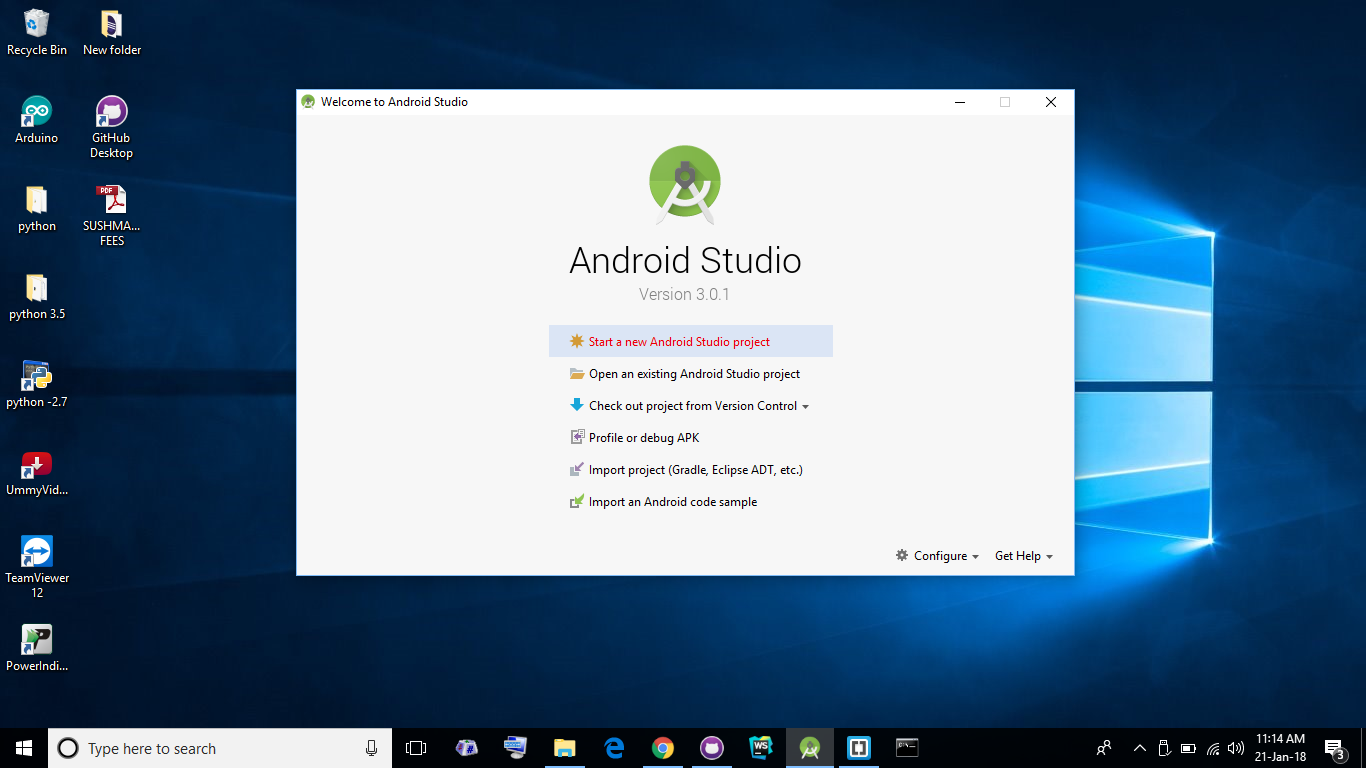 Recycle Bin
New folder
Arduino
GitHub
Desktop
python
PDF
SUSHMA...
FEES
python 3.5
python -2.7
UmmyVid...
TeamViewer
12
PowerIndi...
Welcome to Android Studio
Android Studio
Version 3.0.1
Start a new Android Studio project
Open an existing Android Studio project
Check out project from Version Control
Profile or debug APK
Import project (Gradle, Eclipse ADT, etc.)
Import an Android code sample
Configure
Get Help
Type here to search
WS
11:14 AM
21-Jan-18
3